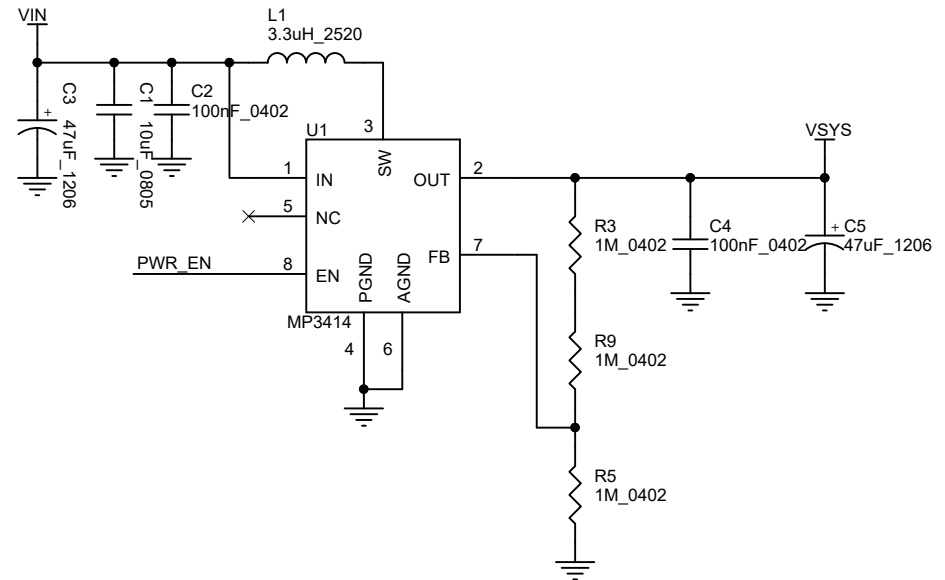 VIN
L1
3.3uH_2520
C3 47uF_1206
C1 10uF_0805
C2
100nF_0402
+
U1
3
SW
VSYS
1
IN
OUT
2
5
NC
R3
1M_0402
C4
100nF_0402
+
C5
47uF_1206
7
FB
PWR_EN
8
EN
PGND
AGND
MP3414
4
6
R9
1M_0402
R5
1M_0402